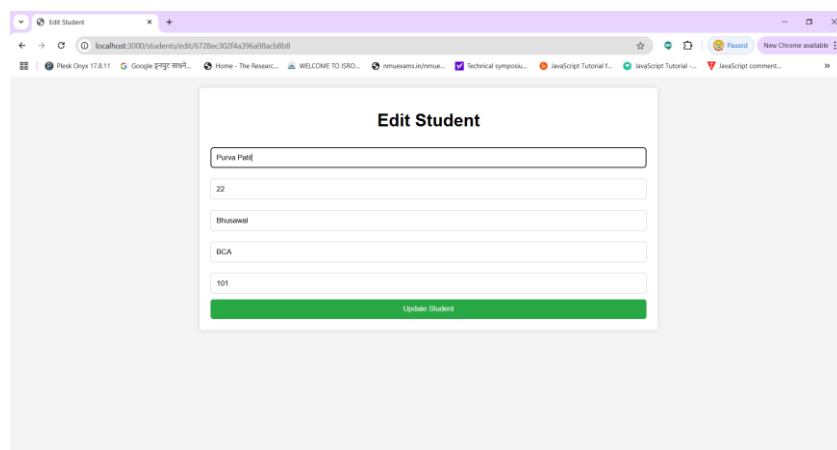 Edit Student
localhost:3000/students/edit/6728ec302f4a396a98acb8b8
Paused
New Chrome available
Plesk Onyx 17.8.11
Google इनपुट साधने...
Home - The Researc...
WELCOME TO ISRO...
nmuexams.in/nmue...
Technical symposiu...
JavaScript Tutorial f...
JavaScript Tutorial -...
JavaScript comment...
Edit Student
Purva Patil
22
Bhusawal
BCA
101
Update Student